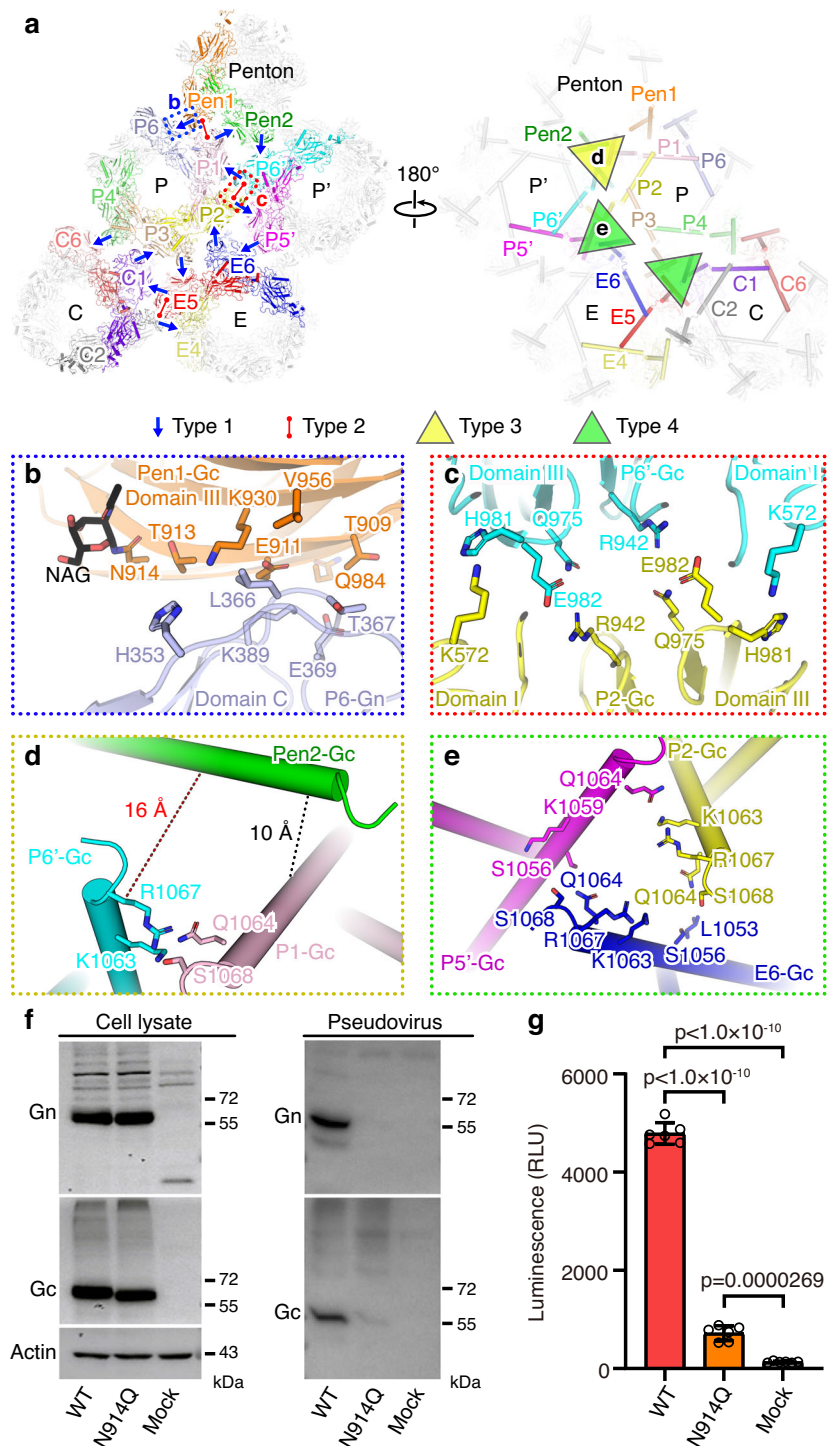 a
Penton
b Pen1
P6 Pen2
P1 P6'
P P'
P4 c
P3 P2 P5'
C6
C1 E6
C E5 E
C2 E4
180°
Penton
Pen1
Pen2 d P1 P6
P' P2 P
P6' P3 P4
P5' e
E6 C1 C6
E E5 C2 C
E4
Type 1 Type 2 Type 3 Type 4
b Pen1-Gc V956
Domain III K930
T913 T909
NAG N914 E911
Q984
L366 T367
H353 K389 E369
Domain C P6-Gn
c Domain III P6'-Gc Domain I
H981 Q975 K572
R942
E982 E982
R942 Q975 H981
K572
Domain I P2-Gc Domain III
d Pen2-Gc
16 Å 10 Å
P6'-Gc
R1067
Q1064
K1063 S1068 P1-Gc
e P2-Gc
Q1064
K1059 K1063
S1056 R1067
Q1064 Q1064 S1068
S1068 L1053
R1067 S1056
K1063
P5'-Gc E6-Gc
f Cell lysate Pseudovirus
Gn 72 55
Gn 72 55
Gc 72 55
Gc 72 55
Actin 43
kDa kDa
WT N914Q Mock
WT N914Q Mock
g
p<1.0×10⁻¹⁰
p<1.0×10⁻¹⁰
p=0.0000269
Luminescence (RLU)
6000
4000
2000
0
WT N914Q Mock